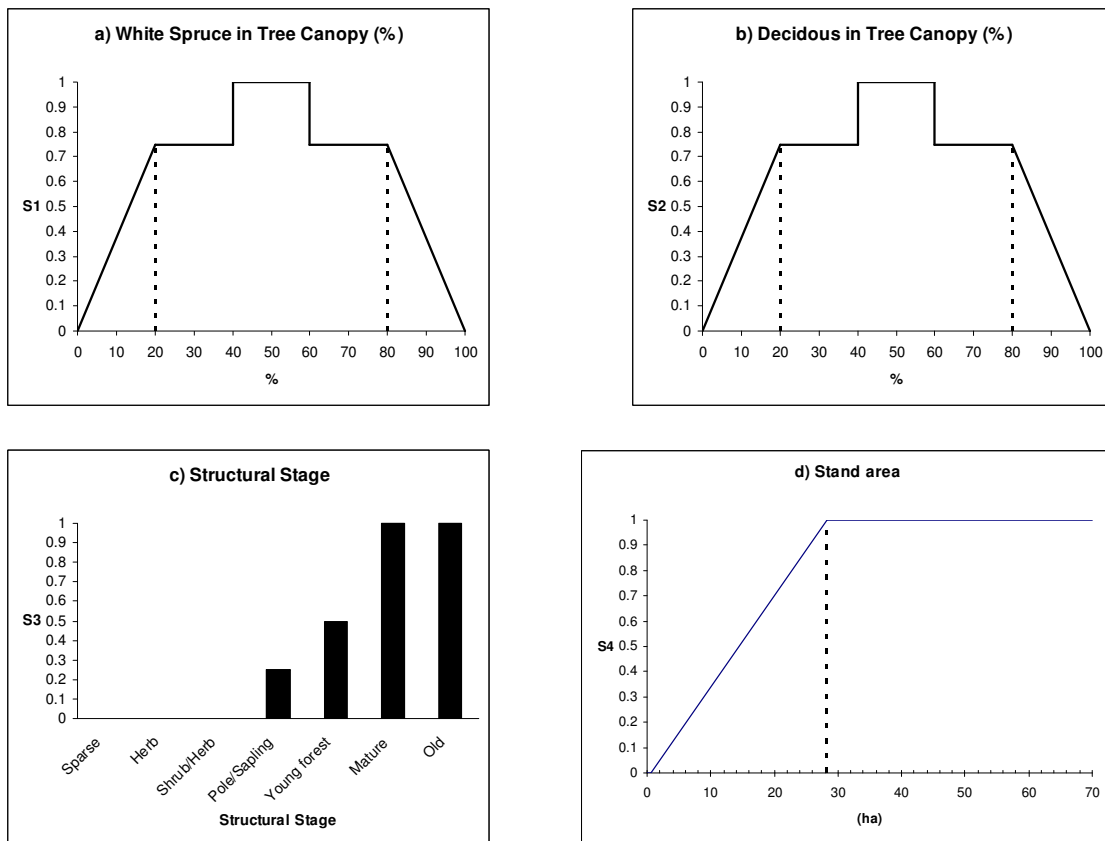 a) White Spruce in Tree Canopy (%)
1
0.9
0.8
0.7
0.6
S1 0.5
0.4
0.3
0.2
0.1
0
0 10 20 30 40 50 60 70 80 90 100
%
b) Decidous in Tree Canopy (%)
1
0.9
0.8
0.7
0.6
S2 0.5
0.4
0.3
0.2
0.1
0
0 10 20 30 40 50 60 70 80 90 100
%
c) Structural Stage
1
0.9
0.8
0.7
0.6
S3 0.5
0.4
0.3
0.2
0.1
0
Sparse
Herb
Shrub/Herb
Pole/Sapling
Young forest
Mature
Old
Structural Stage
d) Stand area
1
0.9
0.8
0.7
0.6
S4 0.5
0.4
0.3
0.2
0.1
0
0 10 20 30 40 50 60 70
(ha)